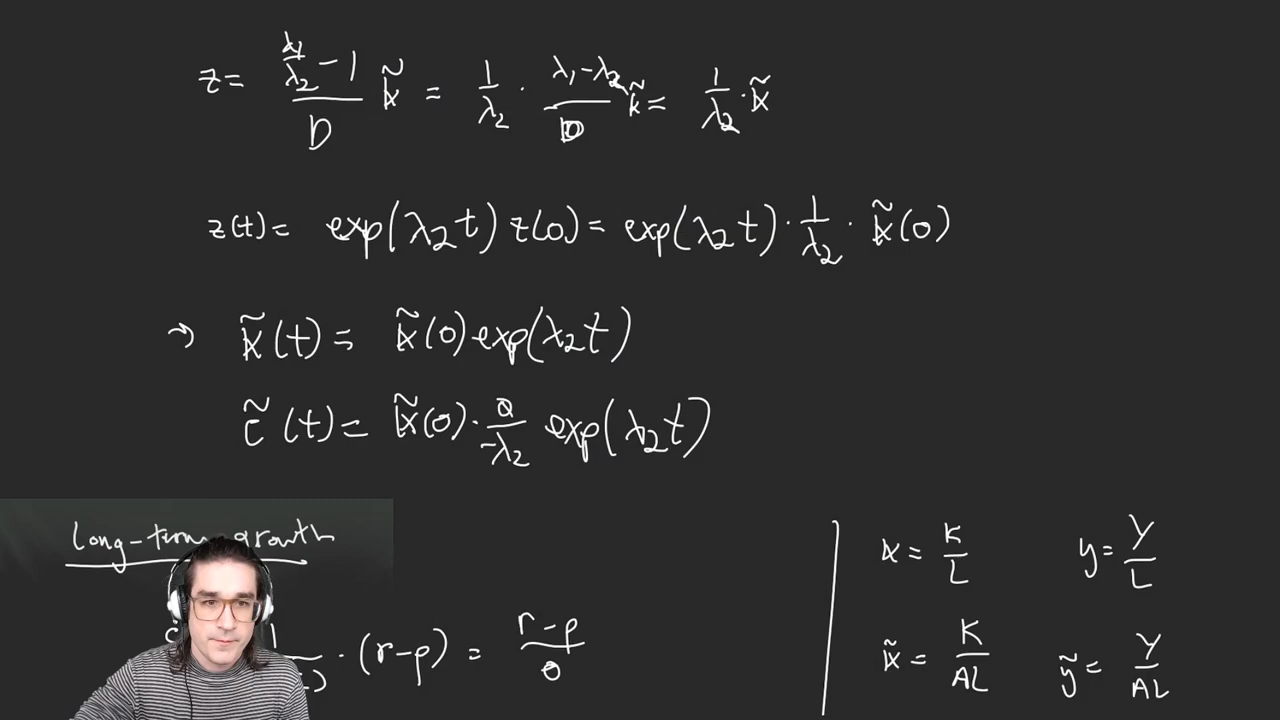 z = (λ₁/λ₂ − 1)/D k̃ = 1/λ₂ · (λ₁−λ₂)/D k̃ = 1/λ₂ · k̃
z(t) = exp(λ₂t) z(0) = exp(λ₂t) · 1/λ₂ · k̃(0)
→ k̃(t) = k̃(0) exp(λ₂t)
c̃(t) = k̃(0) · θ/−λ₂ exp(λ₂t)
long-term growth
· (r−ρ) = (r−ρ)/θ
k = K/L y = Y/L
k̃ = K/AL ỹ = Y/AL